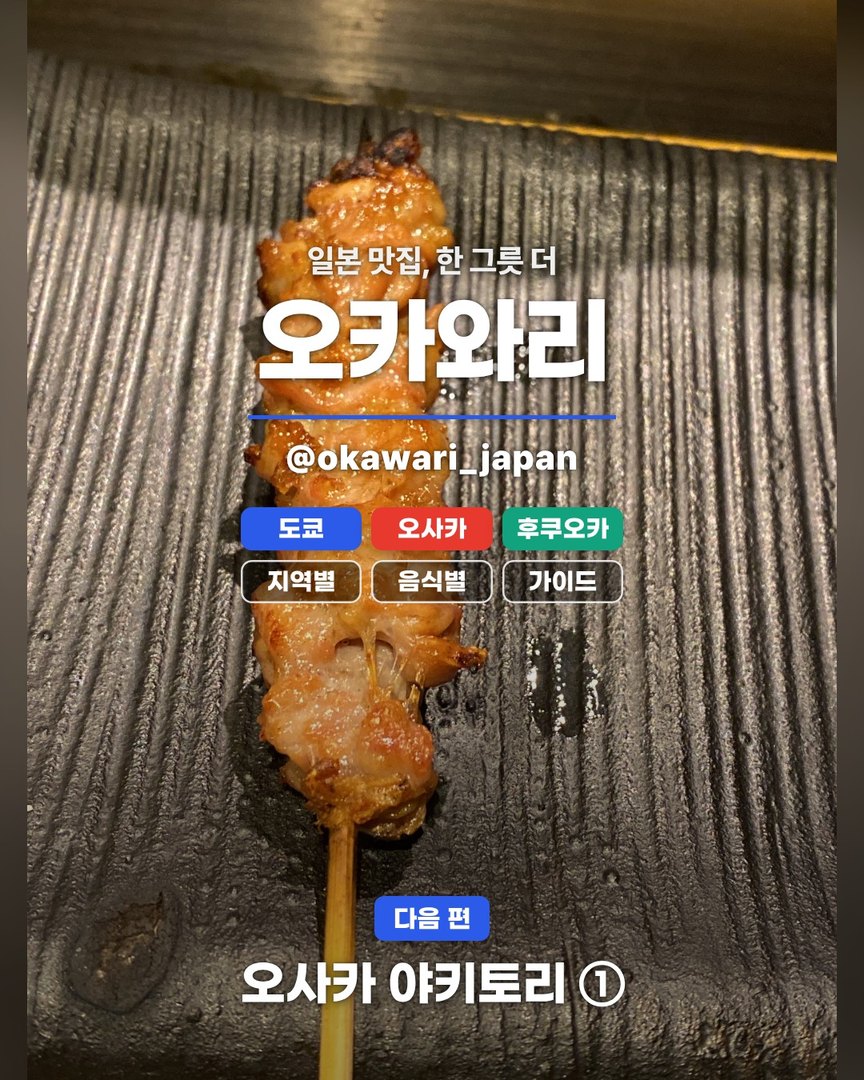 일본 맛집, 한 그릇 더
오카와리
@okawari_japan
도쿄 오사카 후쿠오카
지역별 음식별 가이드
다음 편
오사카 야키토리 ①